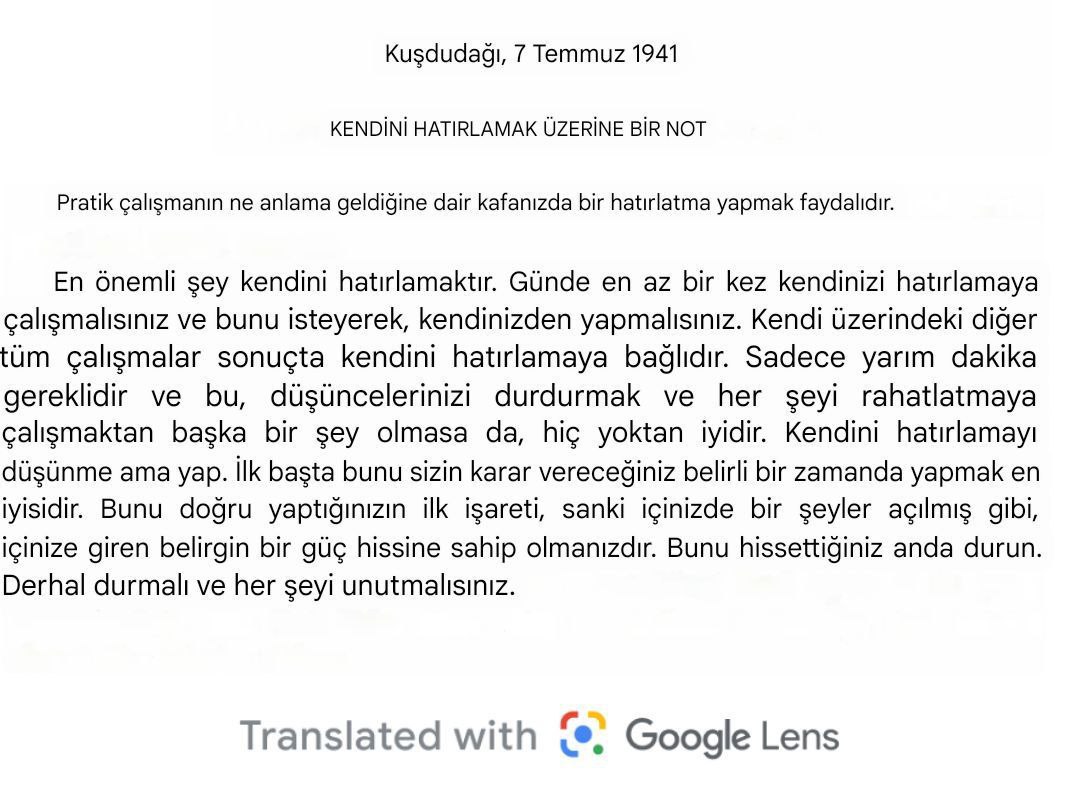 Kuşdudağı, 7 Temmuz 1941
KENDİNİ HATIRLAMAK ÜZERİNE BİR NOT
Pratik çalışmanın ne anlama geldiğine dair kafanızda bir hatırlatma yapmak faydalıdır.
En önemli şey kendini hatırlamaktır. Günde en az bir kez kendinizi hatırlamaya
çalışmalısınız ve bunu isteyerek, kendinizden yapmalısınız. Kendi üzerindeki diğer
tüm çalışmalar sonuçta kendini hatırlamaya bağlıdır. Sadece yarım dakika
gereklidir ve bu, düşüncelerinizi durdurmak ve her şeyi rahatlatmaya
çalışmaktan başka bir şey olmasa da, hiç yoktan iyidir. Kendini hatırlamayı
düşünme ama yap. İlk başta bunu sizin karar vereceğiniz belirli bir zamanda yapmak en
iyisidir. Bunu doğru yaptığınızın ilk işareti, sanki içinizde bir şeyler açılmış gibi,
içinize giren belirgin bir güç hissine sahip olmanızdır. Bunu hissettiğiniz anda durun.
Derhal durmalı ve her şeyi unutmalısınız.
Translated with Google Lens